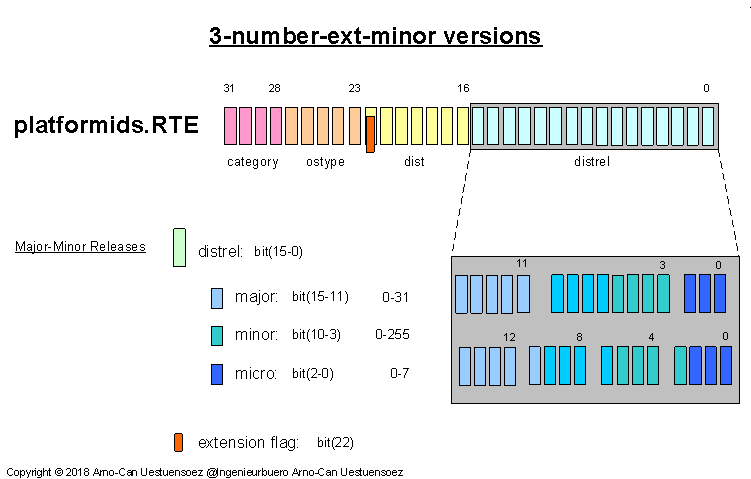 3-number-ext-minor versions
31 28 23 16 0
platformids.RTE
category ostype dist distrel
Major-Minor Releases
distrel: bit(15-0)
11 3 0
major: bit(15-11) 0-31
minor: bit(10-3) 0-255
12 8 4 0
micro: bit(2-0) 0-7
extension flag: bit(22)
Copyright © 2018 Arno-Can Uestuensoez @Ingenieurbuero Arno-Can Uestuensoez